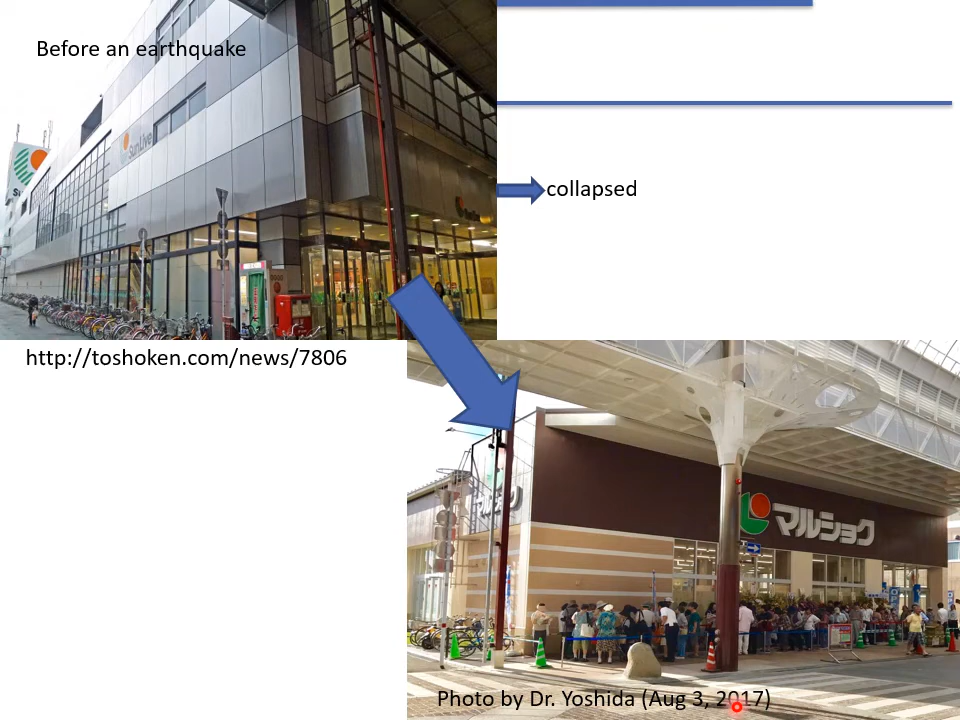 Before an earthquake
SunLive
collapsed
http://toshoken.com/news/7806
マルショク
Photo by Dr. Yoshida (Aug 3, 2017)